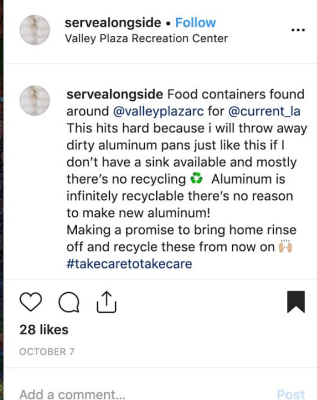 servealongside • Follow
Valley Plaza Recreation Center
servealongside Food containers found
around @valleyplazarc for @current_la
This hits hard because i will throw away
dirty aluminum pans just like this if I
don't have a sink available and mostly
there's no recycling ♻️ Aluminum is
infinitely recyclable there's no reason
to make new aluminum!
Making a promise to bring home rinse
off and recycle these from now on 🙌🏼
#takecaretotakecare
28 likes
OCTOBER 7
Add a comment...
Post